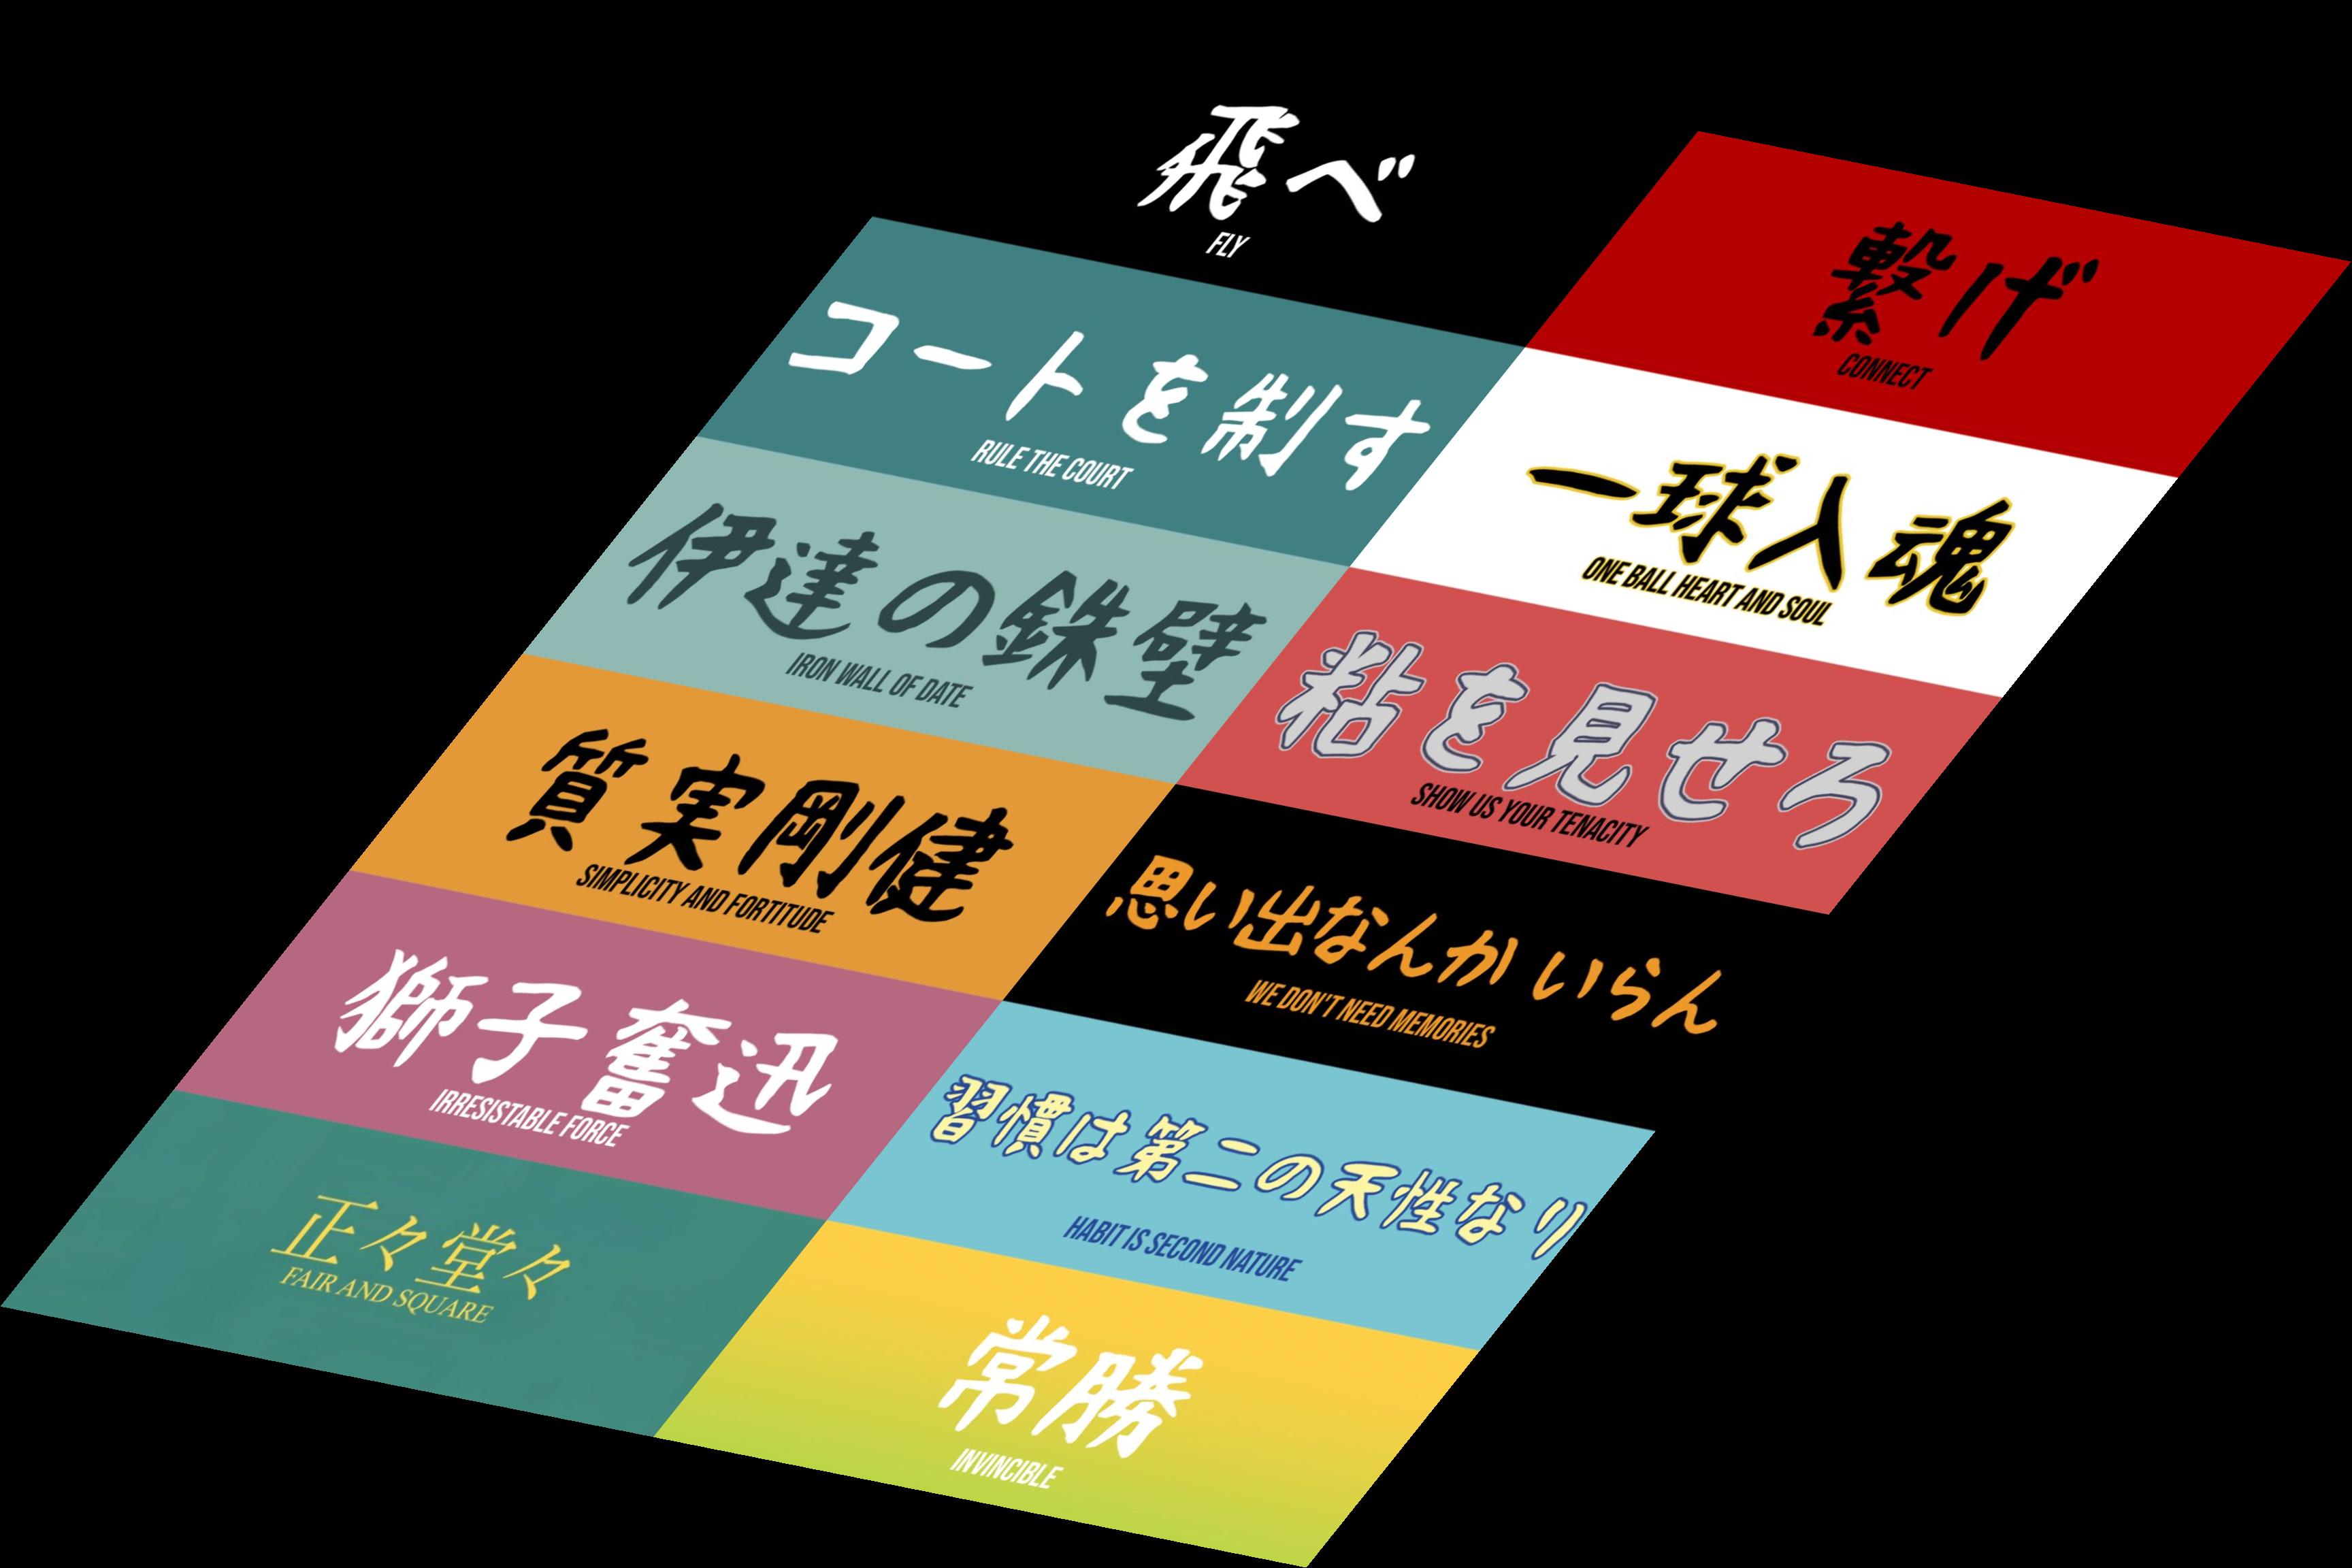 飛べ
FLY
繋げ
CONNECT
コートを制す
RULE THE COURT
一球入魂
ONE BALL HEART AND SOUL
伊達の鉄壁
IRON WALL OF DATE
粘を見せろ
SHOW US YOUR TENACITY
質実剛健
SIMPLICITY AND FORTITUDE
思い出なんかいらん
WE DON'T NEED MEMORIES
獅子奮迅
IRRESISTABLE FORCE
習慣は第二の天性なり
HABIT IS SECOND NATURE
正々堂々
FAIR AND SQUARE
常勝
INVINCIBLE